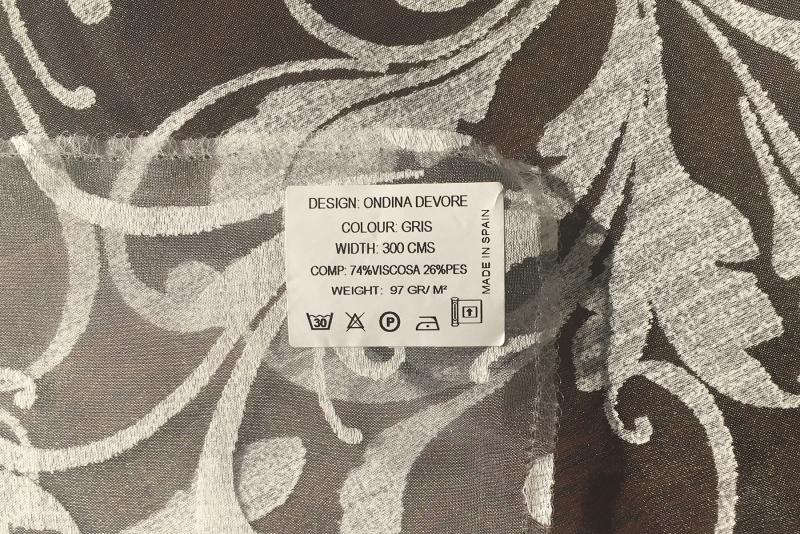 DESIGN: ONDINA DEVORE
COLOUR: GRIS
WIDTH: 300 CMS
COMP: 74%VISCOSA 26%PES
WEIGHT: 97 GR/ M²
MADE IN SPAIN
30
P